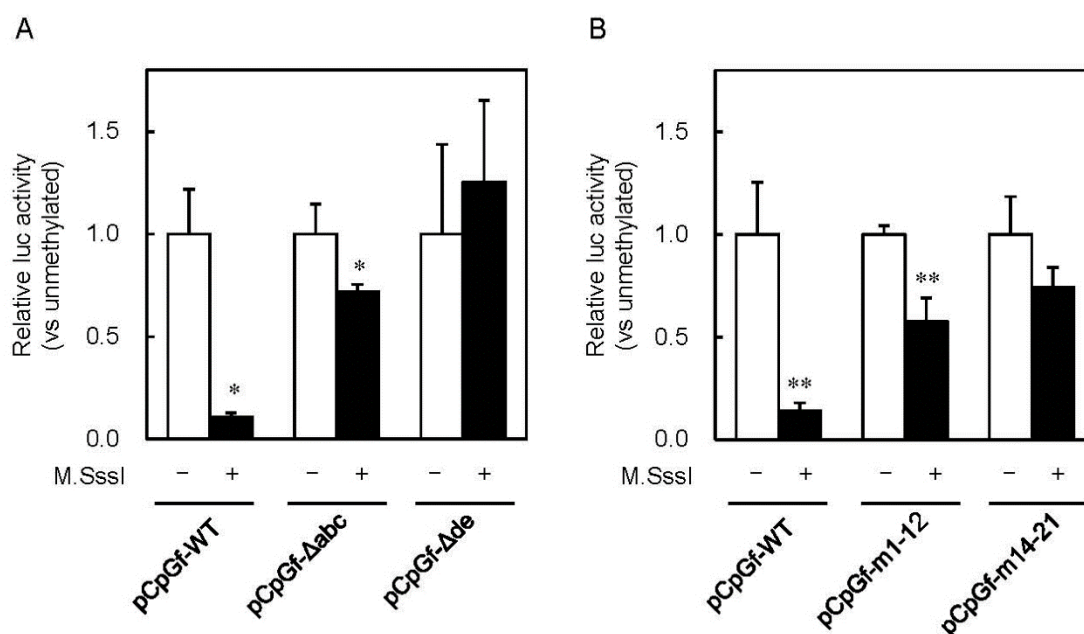 A
Relative luc activity
(vs unmethylated)
1.5
1.0
0.5
0.0
*
*
M.SssI
− + − + − +
pCpGf-WT
pCpGf-Δabc
pCpGf-Δde
B
Relative luc activity
(vs unmethylated)
1.5
1.0
0.5
0.0
**
**
M.SssI
− + − + − +
pCpGf-WT
pCpGf-m1-12
pCpGf-m14-21